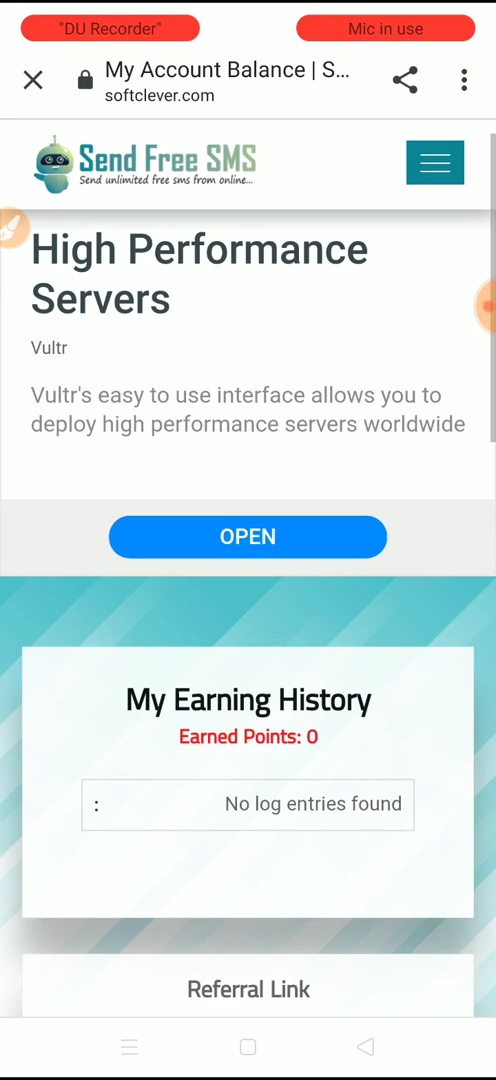 "DU Recorder" Mic in use
My Account Balance | S...
softclever.com
Send Free SMS
Send unlimited free sms from online...
High Performance
Servers
Vultr
Vultr's easy to use interface allows you to
deploy high performance servers worldwide
OPEN
My Earning History
Earned Points: 0
: No log entries found
Referral Link